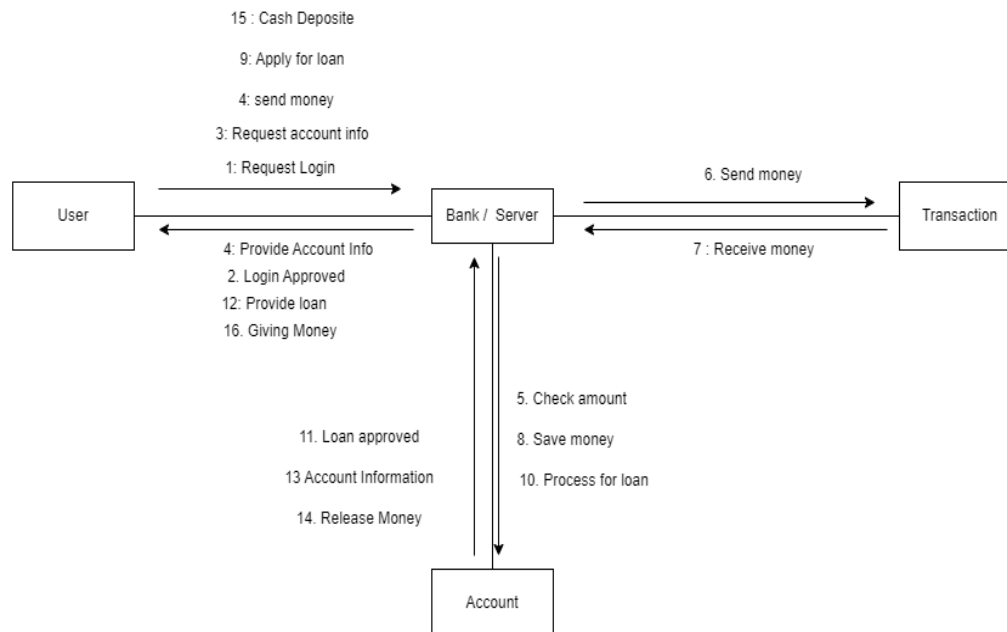 15 : Cash Deposite
9: Apply for loan
4: send money
3: Request account info
1: Request Login
6. Send money
User
Bank / Server
Transaction
4: Provide Account Info
7 : Receive money
2. Login Approved
12: Provide loan
16. Giving Money
5. Check amount
11. Loan approved
8. Save money
13 Account Information
10. Process for loan
14. Release Money
Account